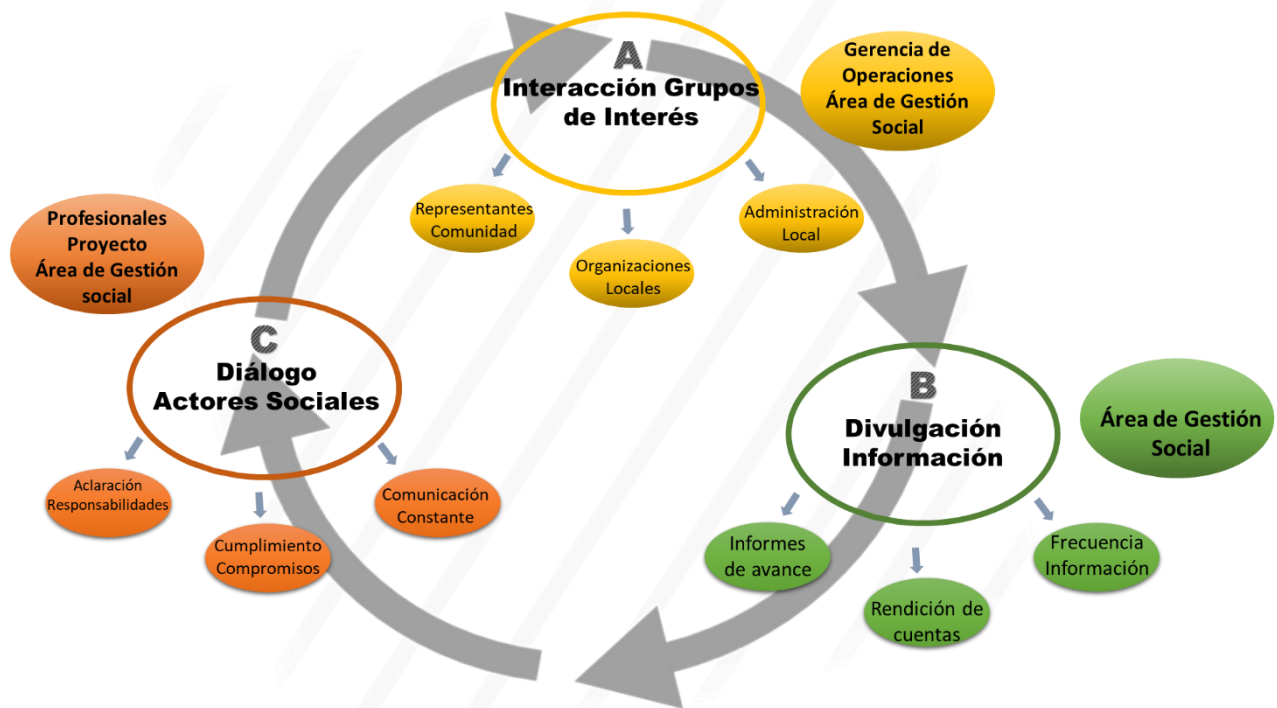 A
Interacción Grupos
de Interés
Gerencia de
Operaciones
Área de Gestión
Social
Representantes
Comunidad
Organizaciones
Locales
Administración
Local
B
Divulgación
Información
Área de Gestión
Social
Informes
de avance
Rendición de
cuentas
Frecuencia
Información
Profesionales
Proyecto
Área de Gestión
social
C
Diálogo
Actores Sociales
Aclaración
Responsabilidades
Cumplimiento
Compromisos
Comunicación
Constante